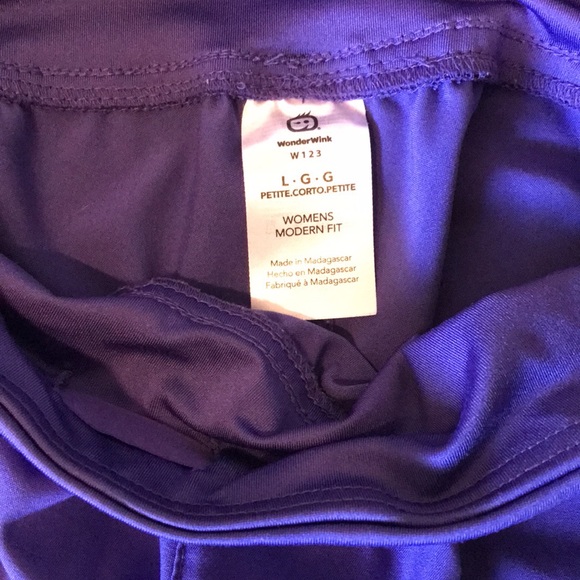 WonderWink
W123
L·G·G
PETITE.CORTO.PETITE
WOMENS
MODERN FIT
Made in Madagascar
Hecho en Madagascar
Fabriqué à Madagascar